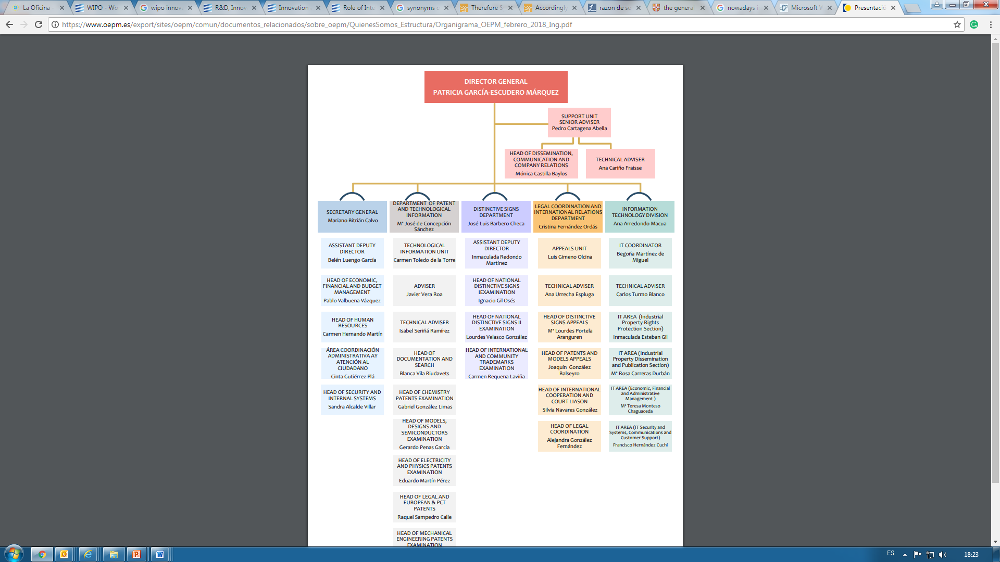 La Oficina -
WIPO - Wo
wipo innova
R&D, Innov
Innovation
Role of Inte
synonyms o
Therefore S
Accordingly
razon de se
the general
nowadays i
Microsoft W
Presentació
https://www.oepm.es/export/sites/oepm/comun/documentos_relacionados/sobre_oepm/QuienesSomos_Estructura/Organigrama_OEPM_febrero_2018_Ing.pdf
DIRECTOR GENERAL
PATRICIA GARCÍA-ESCUDERO MÁRQUEZ
SUPPORT UNIT
SENIOR ADVISER
Pedro Cartagena Abella
HEAD OF DISSEMINATION,
COMMUNICATION AND
COMPANY RELATIONS
Mónica Castilla Baylos
TECHNICAL ADVISER
Ana Cariño Fraisse
SECRETARY GENERAL
Mariano Bitrián Calvo
ASSISTANT DEPUTY
DIRECTOR
Belén Luengo García
HEAD OF ECONOMIC,
FINANCIAL AND BUDGET
MANAGEMENT
Pablo Valbuena Vázquez
HEAD OF HUMAN
RESOURCES
Carmen Hernando Martín
ÁREA COORDINACIÓN
ADMINISTRATIVA AY
ATENCIÓN AL
CIUDADANO
Cinta Gutiérrez Plá
HEAD OF SECURITY AND
INTERNAL SYSTEMS
Sandra Alcalde Villar
DEPARTMENT OF PATENT
AND TECHNOLOGICAL
INFORMATION
Mª José de Concepción
Sánchez
TECHNOLOGICAL
INFORMATION UNIT
Carmen Toledo de la Torre
ADVISER
Javier Vera Roa
TECHNICAL ADVISER
Isabel Seriñá Ramírez
HEAD OF
DOCUMENTATION AND
SEARCH
Blanca Vila Riudavets
HEAD OF CHEMISTRY
PATENTS EXAMINATION
Gabriel González Limas
HEAD OF MODELS,
DESIGNS AND
SEMICONDUCTORS
EXAMINATION
Gerardo Penas García
HEAD OF ELECTRICITY
AND PHYSICS PATENTS
EXAMINATION
Eduardo Martín Pérez
HEAD OF LEGAL AND
EUROPEAN & PCT
PATENTS
Raquel Sampedro Calle
HEAD OF MECHANICAL
ENGINEERING PATENTS
EXAMINATION
DISTINCTIVE SIGNS
DEPARTMENT
José Luis Barbero Checa
ASSISTANT DEPUTY
DIRECTOR
Inmaculada Redondo
Martínez
HEAD OF NATIONAL
DISTINCTIVE SIGNS
IEXAMINATION
Ignacio Gil Osés
HEAD OF NATIONAL
DISTINCTIVE SIGNS II
EXAMINATION
Lourdes Velasco González
HEAD OF INTERNATIONAL
AND COMMUNITY
TRADEMARKS
EXAMINATION
Carmen Requena Laviña
LEGAL COORDINATION AND
INTERNATIONAL RELATIONS
DEPARTMENT
Cristina Fernández Ordás
APPEALS UNIT
Luis Gimeno Olcina
TECHNICAL ADVISER
Ana Urrecha Espluga
HEAD OF DISTINCTIVE
SIGNS APPEALS
Mª Lourdes Portela
Aranguren
HEAD OF PATENTS AND
MODELS APPEALS
Joaquín González
Balseyro
HEAD OF INTERNATIONAL
COOPERATION AND
COURT LIASON
Silvia Navares González
HEAD OF LEGAL
COORDINATION
Alejandra González
Fernández
INFORMATION
TECHNOLOGY DIVISION
Ana Arredondo Macua
IT COORDINATOR
Begoña Martínez de
Miguel
TECHNICAL ADVISER
Carlos Turmo Blanco
IT AREA (Industrial
Property Rights
Protection Section)
Inmaculada Esteban Gil
IT AREA (Industrial
Property Dissemination
and Publication Section)
Mª Rosa Carreras Durbán
IT AREA (Economic, Financial
and Administrative
Management )
Mª Teresa Monteso
Chaguaceda
IT AREA (IT Security and
Systems, Communications and
Customer Support)
Francisco Hernández Cuchí
ES
18:23